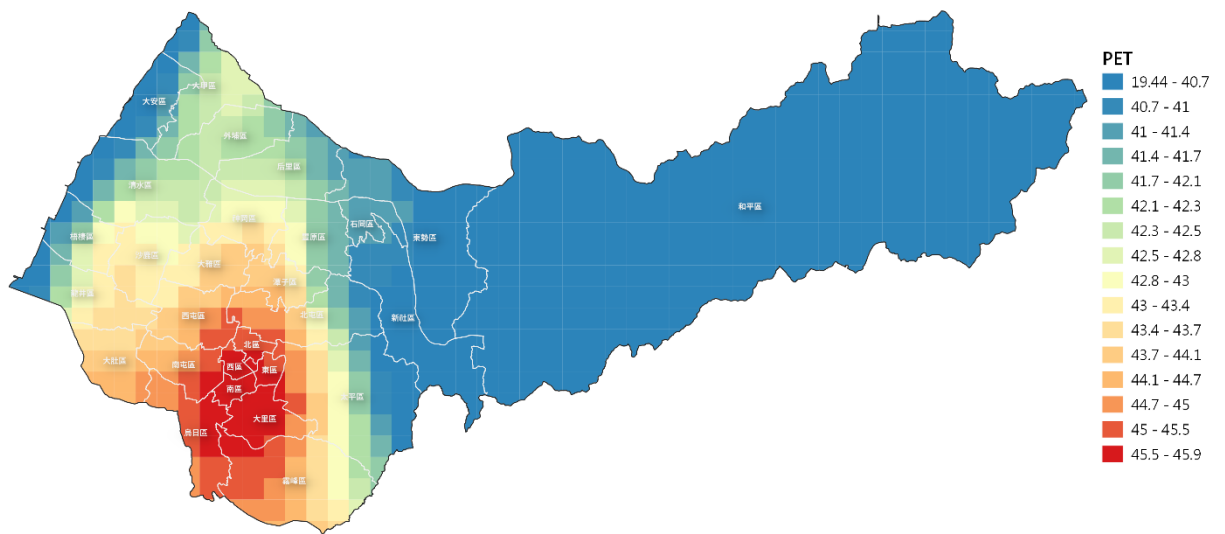 PET
19.44 - 40.7
40.7 - 41
41 - 41.4
41.4 - 41.7
41.7 - 42.1
42.1 - 42.3
42.3 - 42.5
42.5 - 42.8
42.8 - 43
43 - 43.4
43.4 - 43.7
43.7 - 44.1
44.1 - 44.7
44.7 - 45
45 - 45.5
45.5 - 45.9
大甲區
大安區
外埔區
后里區
清水區
和平區
神岡區
石岡區
梧棲區
豐原區
東勢區
沙鹿區
大雅區
潭子區
龍井區
西屯區
北屯區
新社區
北區
大肚區
南屯區
西區
東區
南區
太平區
大里區
烏日區
霧峰區